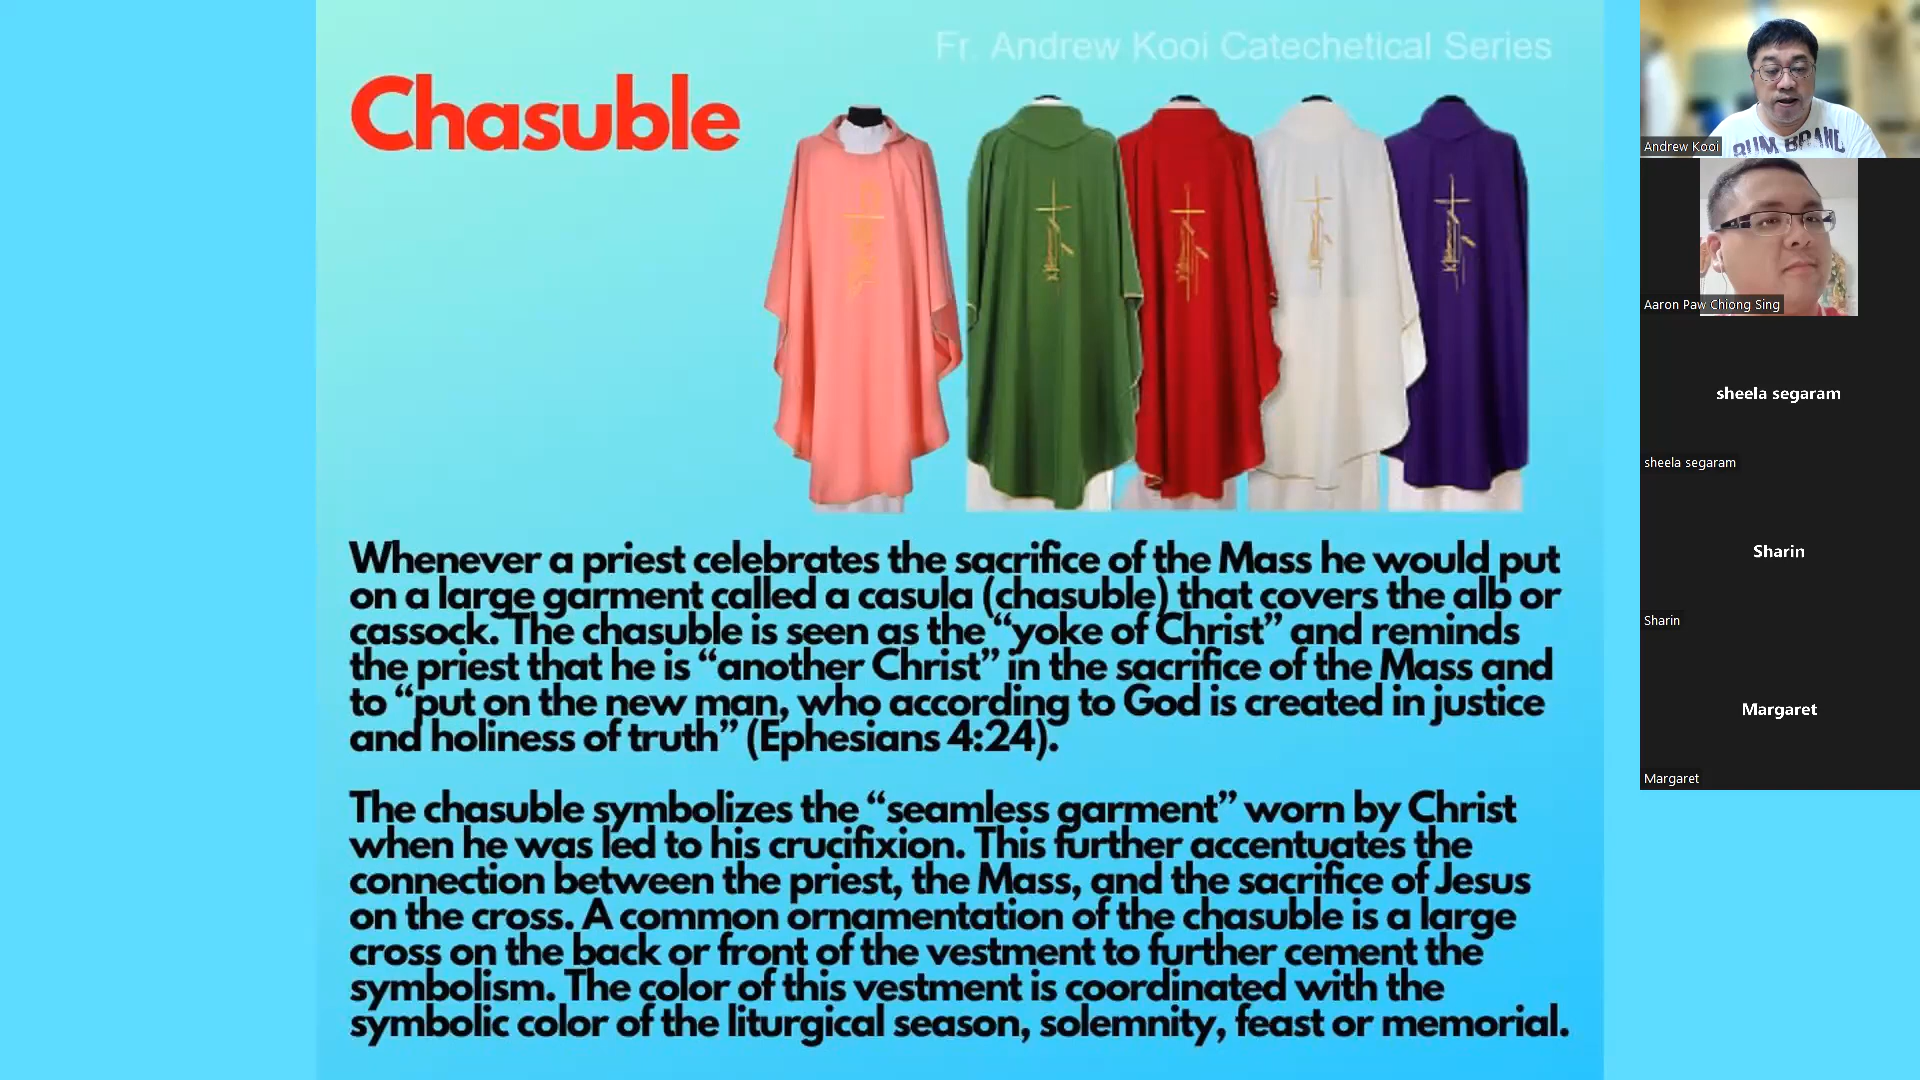 Fr. Andrew Kooi Catechetical Series
Chasuble
Whenever a priest celebrates the sacrifice of the Mass he would put
on a large garment called a casula (chasuble) that covers the alb or
cassock. The chasuble is seen as the “yoke of Christ” and reminds
the priest that he is “another Christ” in the sacrifice of the Mass and
to “put on the new man, who according to God is created in justice
and holiness of truth” (Ephesians 4:24).
The chasuble symbolizes the “seamless garment” worn by Christ
when he was led to his crucifixion. This further accentuates the
connection between the priest, the Mass, and the sacrifice of Jesus
on the cross. A common ornamentation of the chasuble is a large
cross on the back or front of the vestment to further cement the
symbolism. The color of this vestment is coordinated with the
symbolic color of the liturgical season, solemnity, feast or memorial.
BUM BRAND
Andrew Kooi
Aaron Paw Chiong Sing
sheela segaram
sheela segaram
Sharin
Sharin
Margaret
Margaret